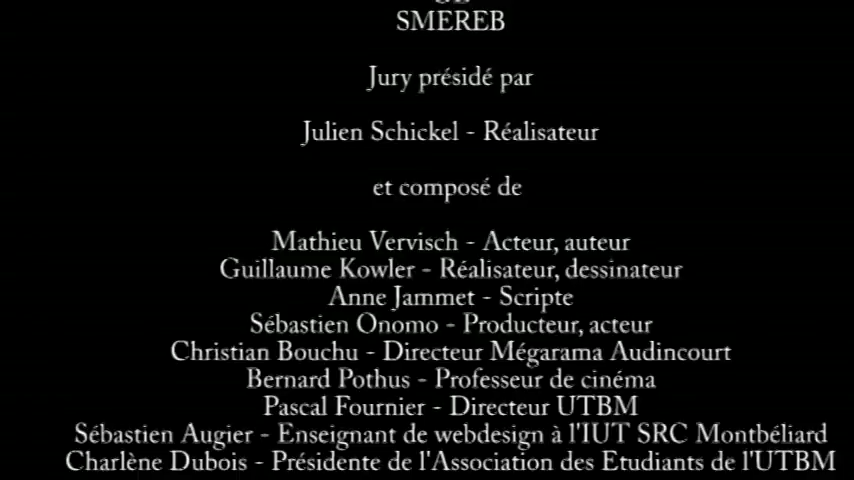 SMEREB
Jury présidé par
Julien Schickel - Réalisateur
et composé de
Mathieu Vervisch - Acteur, auteur
Guillaume Kowler - Réalisateur, dessinateur
Anne Jammet - Scripte
Sébastien Onomo - Producteur, acteur
Christian Bouchu - Directeur Mégarama Audincourt
Bernard Pothus - Professeur de cinéma
Pascal Fournier - Directeur UTBM
Sébastien Augier - Enseignant de webdesign à l'IUT SRC Montbéliard
Charlène Dubois - Présidente de l'Association des Etudiants de l'UTBM